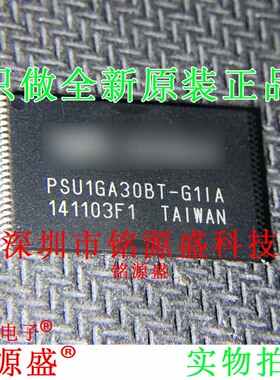 只做全新原装正品
PSU1GA30BT-G1IA
141103F1 TAIWAN
深圳市铭源盛科技
铭源盛
电子®
源盛®
实物拍